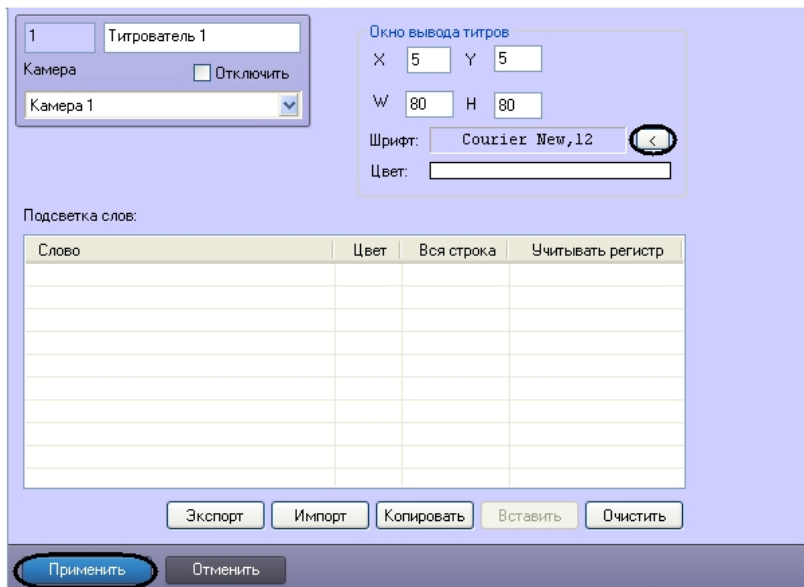 1 Титрователь 1
Камера Отключить
Камера 1
Окно вывода титров
X 5 Y 5
W 80 H 80
Шрифт: Courier New,12 <
Цвет:
Подсветка слов:
Слово Цвет Вся строка Учитывать регистр
Экспорт Импорт Копировать Вставить Очистить
Применить Отменить